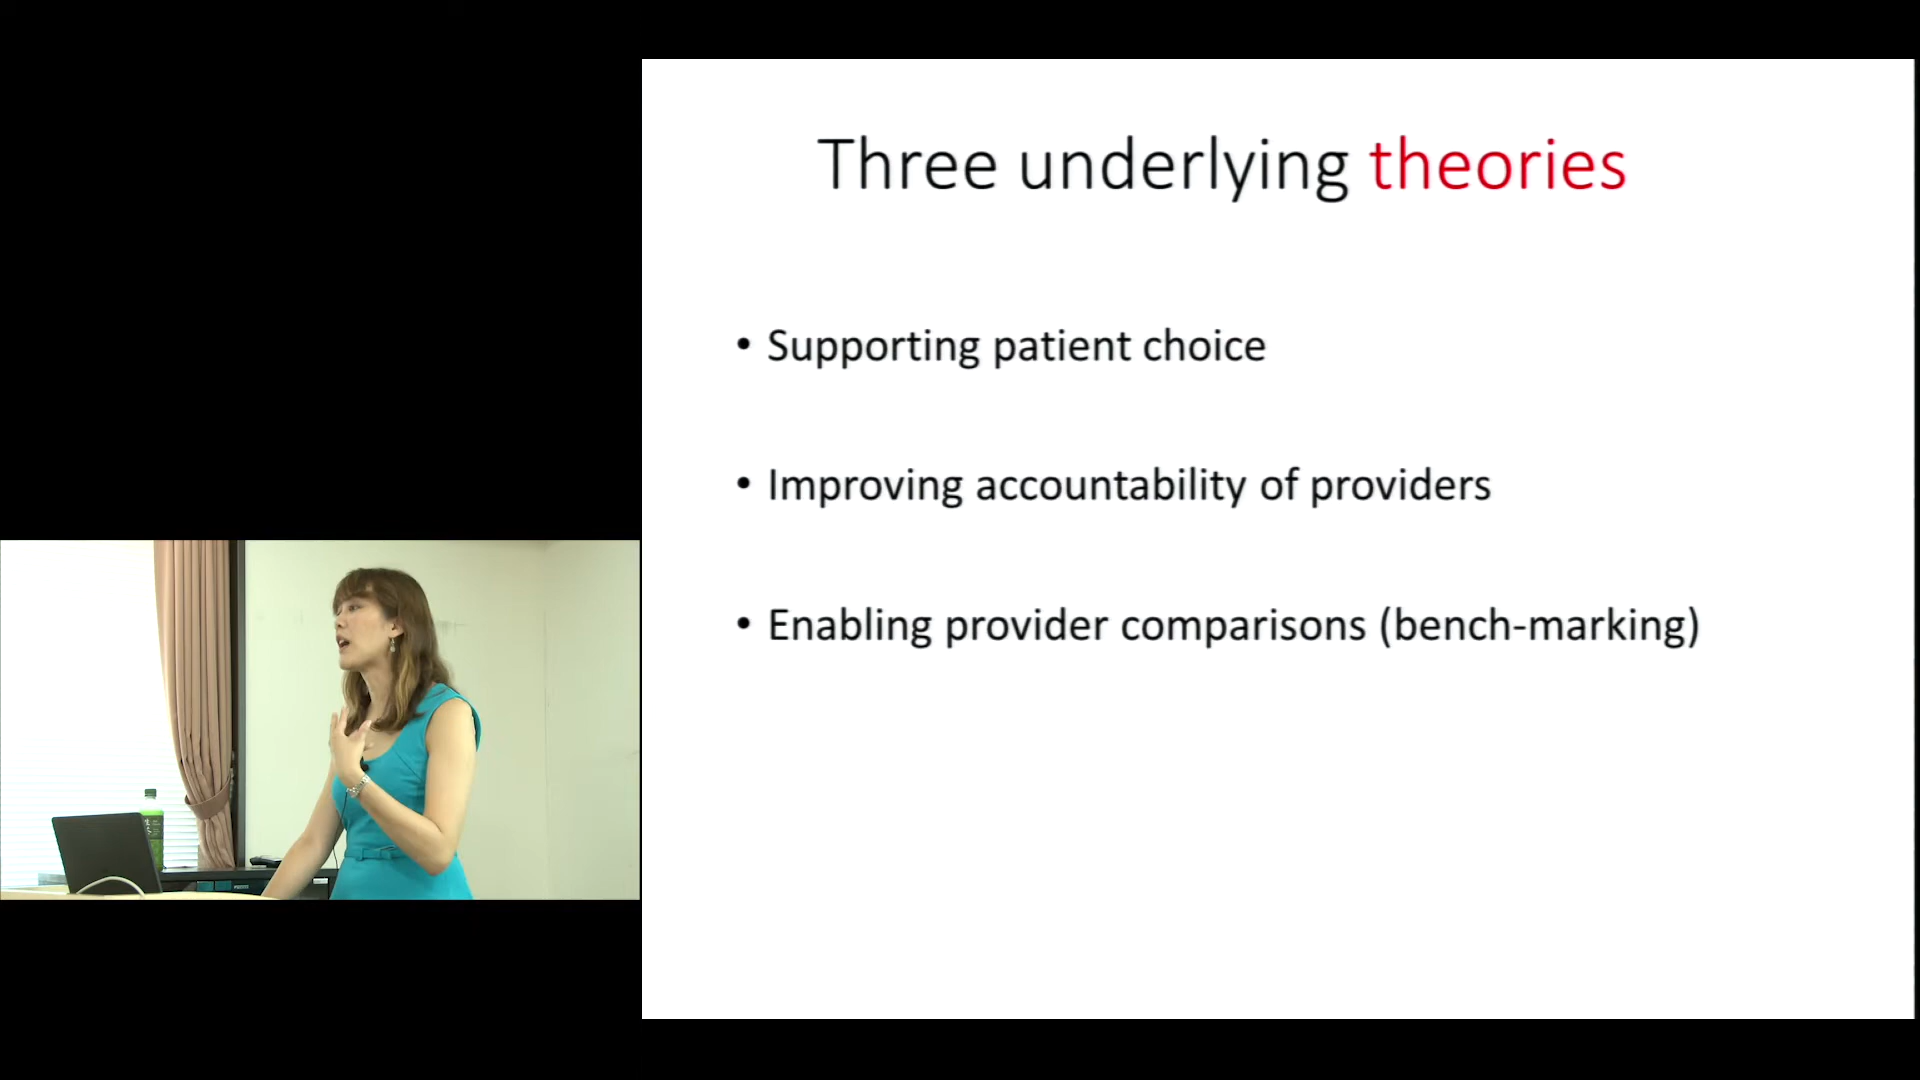 Three underlying theories
• Supporting patient choice
• Improving accountability of providers
• Enabling provider comparisons (bench-marking)